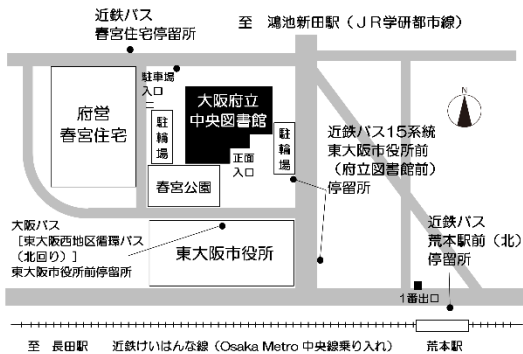 近鉄バス
春宮住宅停留所
至 鴻池新田駅（ＪＲ学研都市線）
駐車場
入口
府営
春宮住宅
大阪府立
中央図書館
N
駐輪場
正面
入口
駐輪場
春宮公園
近鉄バス15系統
東大阪市役所前
（府立図書館前）
停留所
大阪バス
［東大阪西地区循環バス
（北回り）］
東大阪市役所前停留所
東大阪市役所
近鉄バス
荒本駅前（北）
停留所
1番出口
至 長田駅 近鉄けいはんな線（Osaka Metro 中央線乗り入れ） 荒本駅